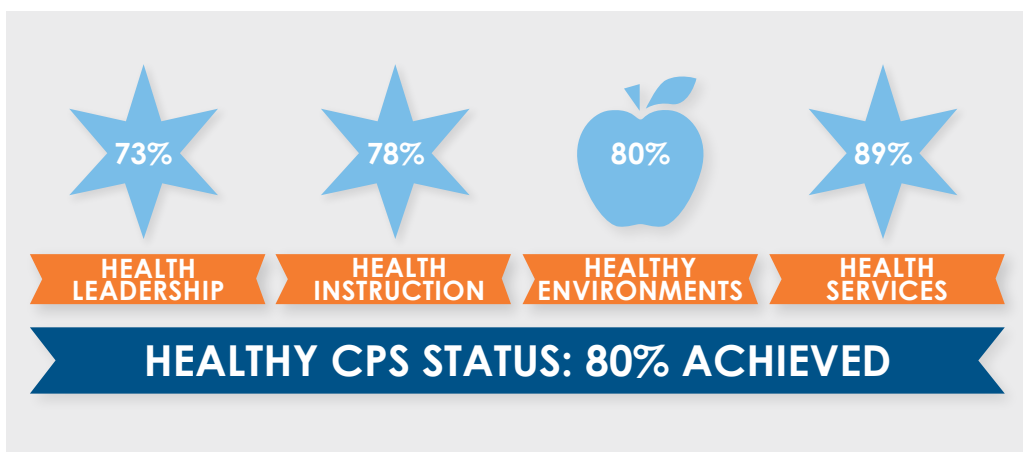 73%
78%
80%
89%
HEALTH
LEADERSHIP
HEALTH
INSTRUCTION
HEALTHY
ENVIRONMENTS
HEALTH
SERVICES
HEALTHY CPS STATUS: 80% ACHIEVED